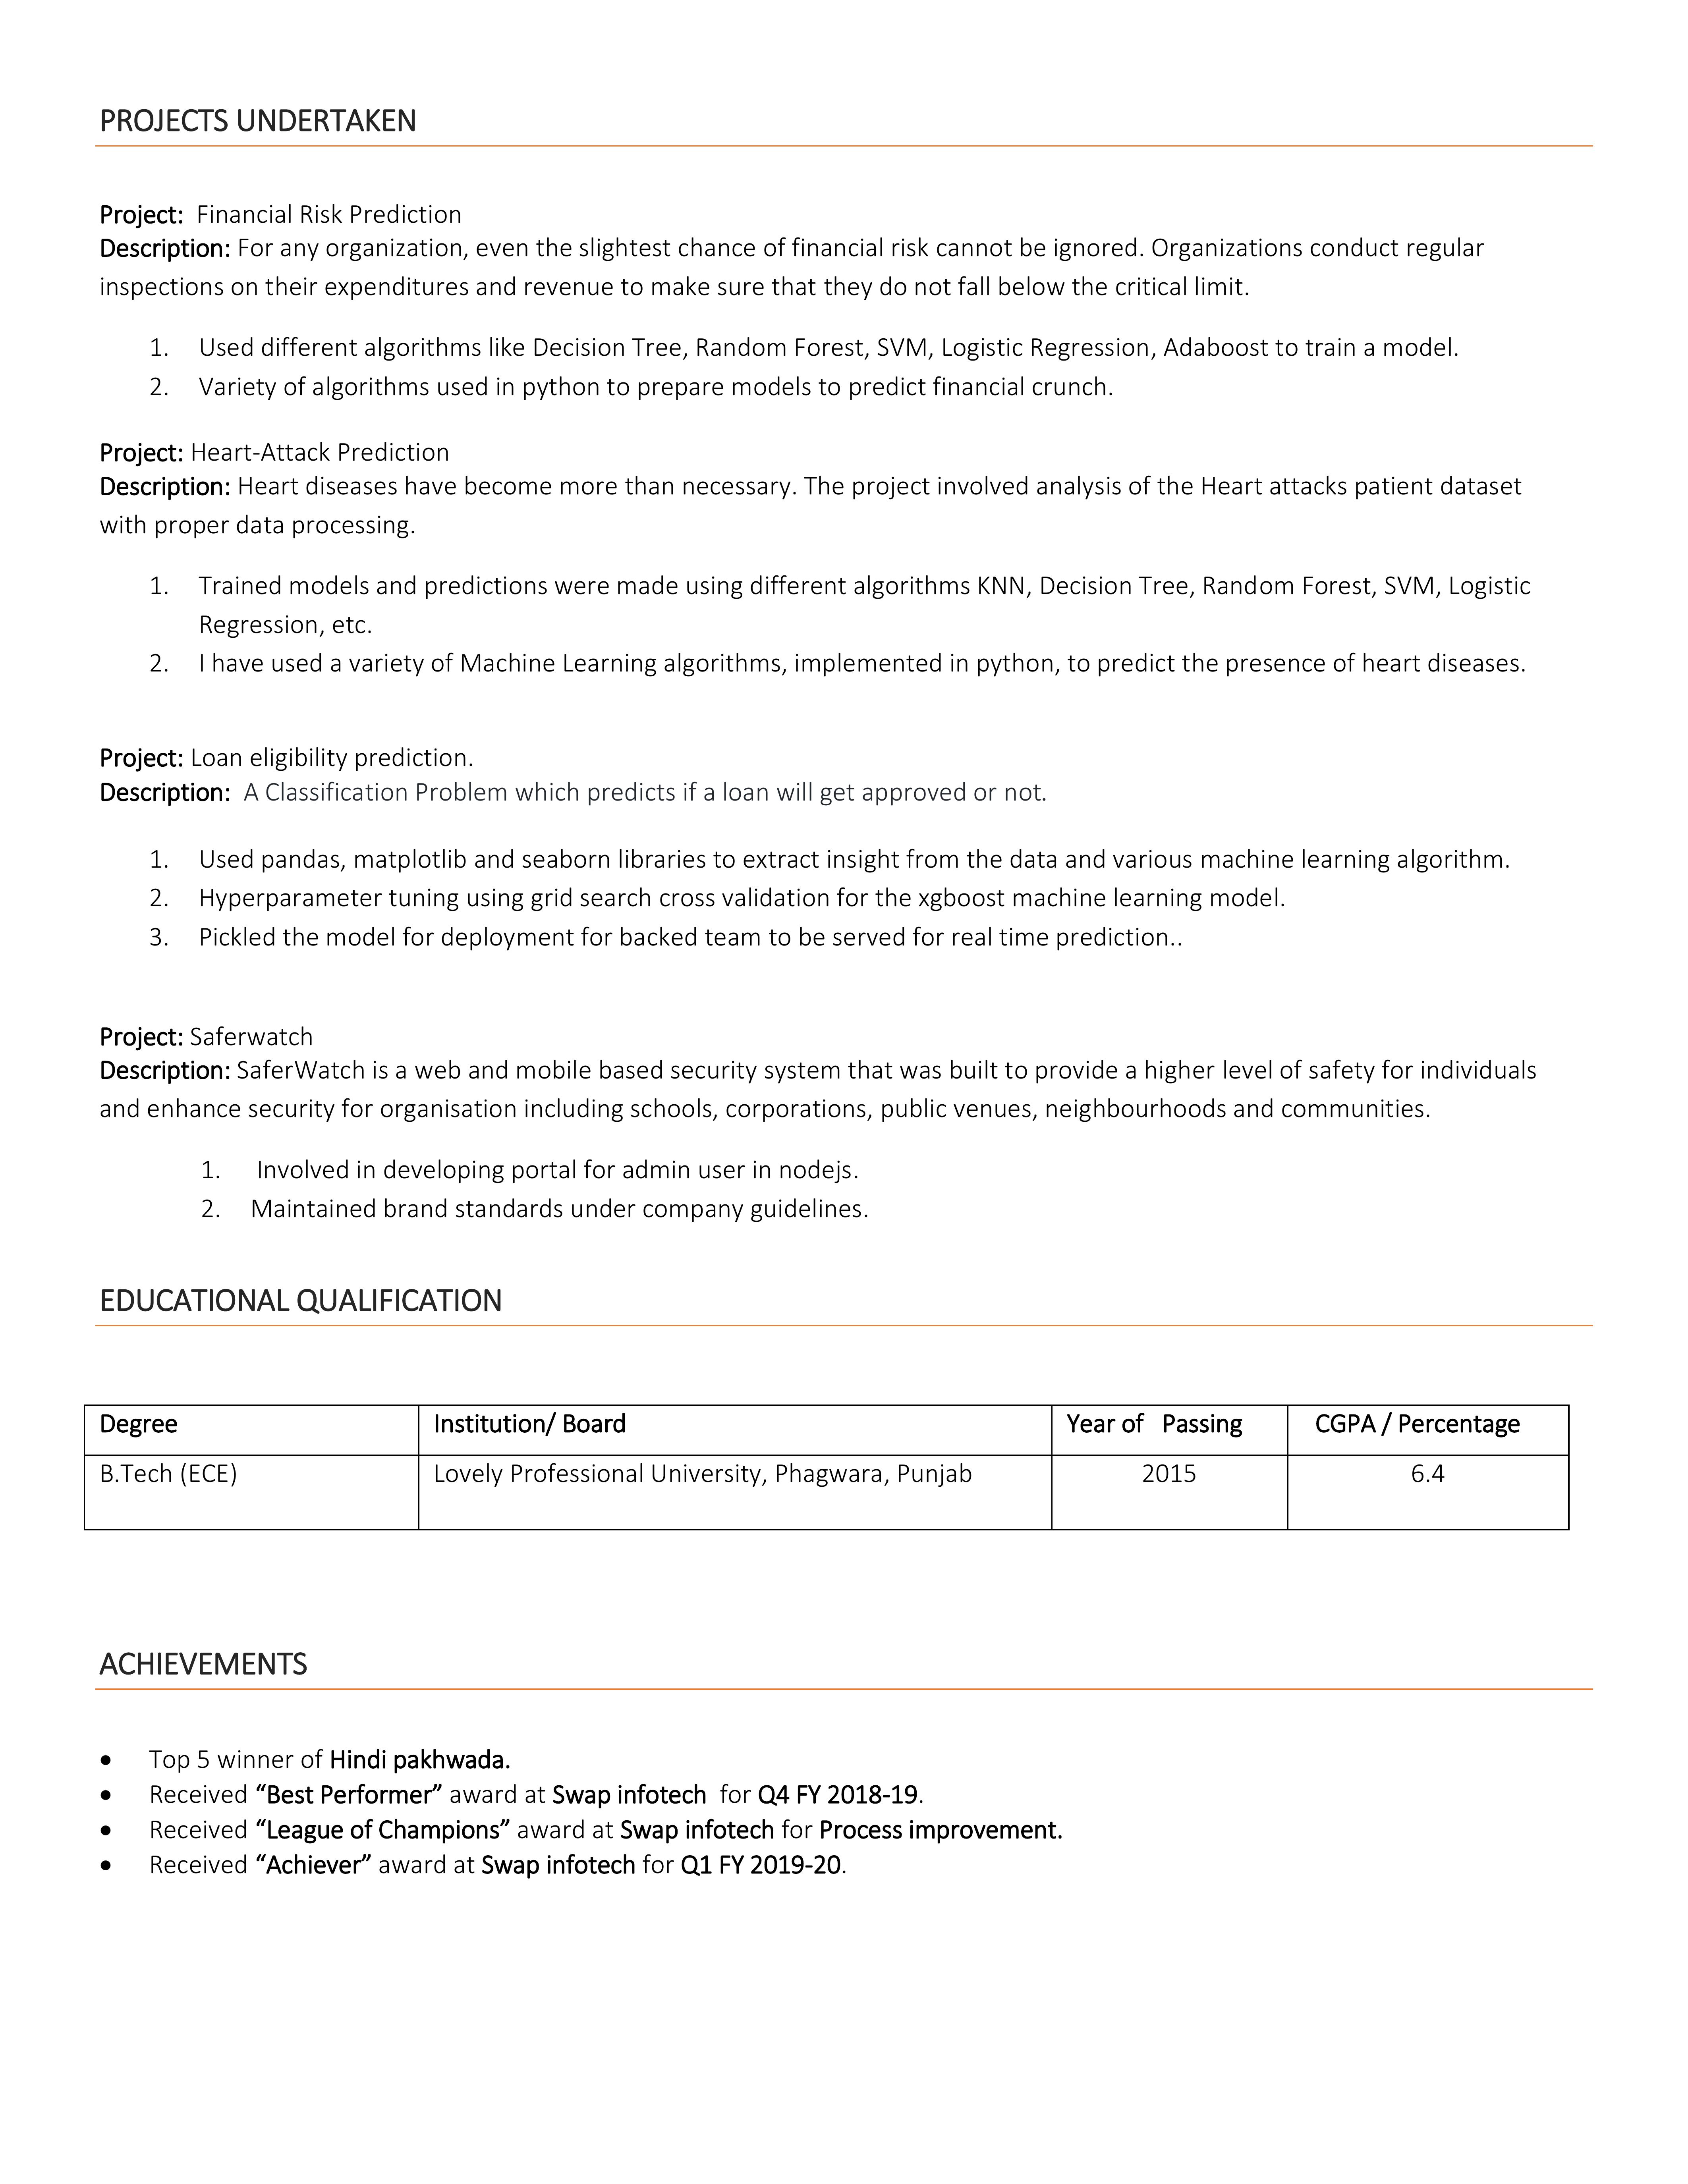 PROJECTS UNDERTAKEN
Project: Financial Risk Prediction
Description: For any organization, even the slightest chance of financial risk cannot be ignored. Organizations conduct regular
inspections on their expenditures and revenue to make sure that they do not fall below the critical limit.
1. Used different algorithms like Decision Tree, Random Forest, SVM, Logistic Regression, Adaboost to train a model.
2. Variety of algorithms used in python to prepare models to predict financial crunch.
Project: Heart-Attack Prediction
Description: Heart diseases have become more than necessary. The project involved analysis of the Heart attacks patient dataset
with proper data processing.
1. Trained models and predictions were made using different algorithms KNN, Decision Tree, Random Forest, SVM, Logistic
Regression, etc.
2. I have used a variety of Machine Learning algorithms, implemented in python, to predict the presence of heart diseases.
Project: Loan eligibility prediction.
Description: A Classification Problem which predicts if a loan will get approved or not.
1. Used pandas, matplotlib and seaborn libraries to extract insight from the data and various machine learning algorithm.
2. Hyperparameter tuning using grid search cross validation for the xgboost machine learning model.
3. Pickled the model for deployment for backed team to be served for real time prediction..
Project: Saferwatch
Description: SaferWatch is a web and mobile based security system that was built to provide a higher level of safety for individuals
and enhance security for organisation including schools, corporations, public venues, neighbourhoods and communities.
1. Involved in developing portal for admin user in nodejs.
2. Maintained brand standards under company guidelines.
EDUCATIONAL QUALIFICATION
Degree Institution/ Board Year of Passing CGPA / Percentage
B.Tech (ECE) Lovely Professional University, Phagwara, Punjab 2015 6.4
ACHIEVEMENTS
• Top 5 winner of Hindi pakhwada.
• Received “Best Performer” award at Swap infotech for Q4 FY 2018-19.
• Received “League of Champions” award at Swap infotech for Process improvement.
• Received “Achiever” award at Swap infotech for Q1 FY 2019-20.